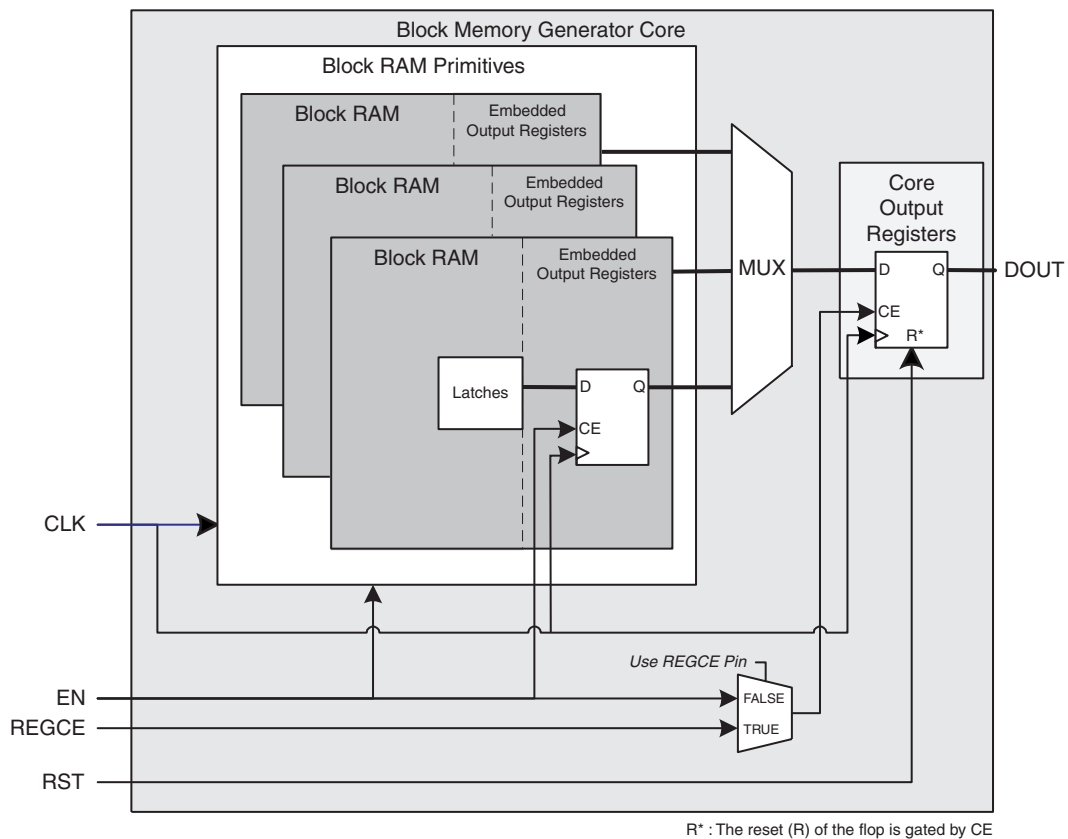 Block Memory Generator Core
Block RAM Primitives
Block RAM
Embedded
Output Registers
Block RAM
Embedded
Output Registers
Block RAM
Embedded
Output Registers
Latches
D
Q
CE
MUX
Core
Output
Registers
D
Q
CE
R*
DOUT
CLK
Use REGCE Pin
EN
FALSE
REGCE
TRUE
RST
R* : The reset (R) of the flop is gated by CE